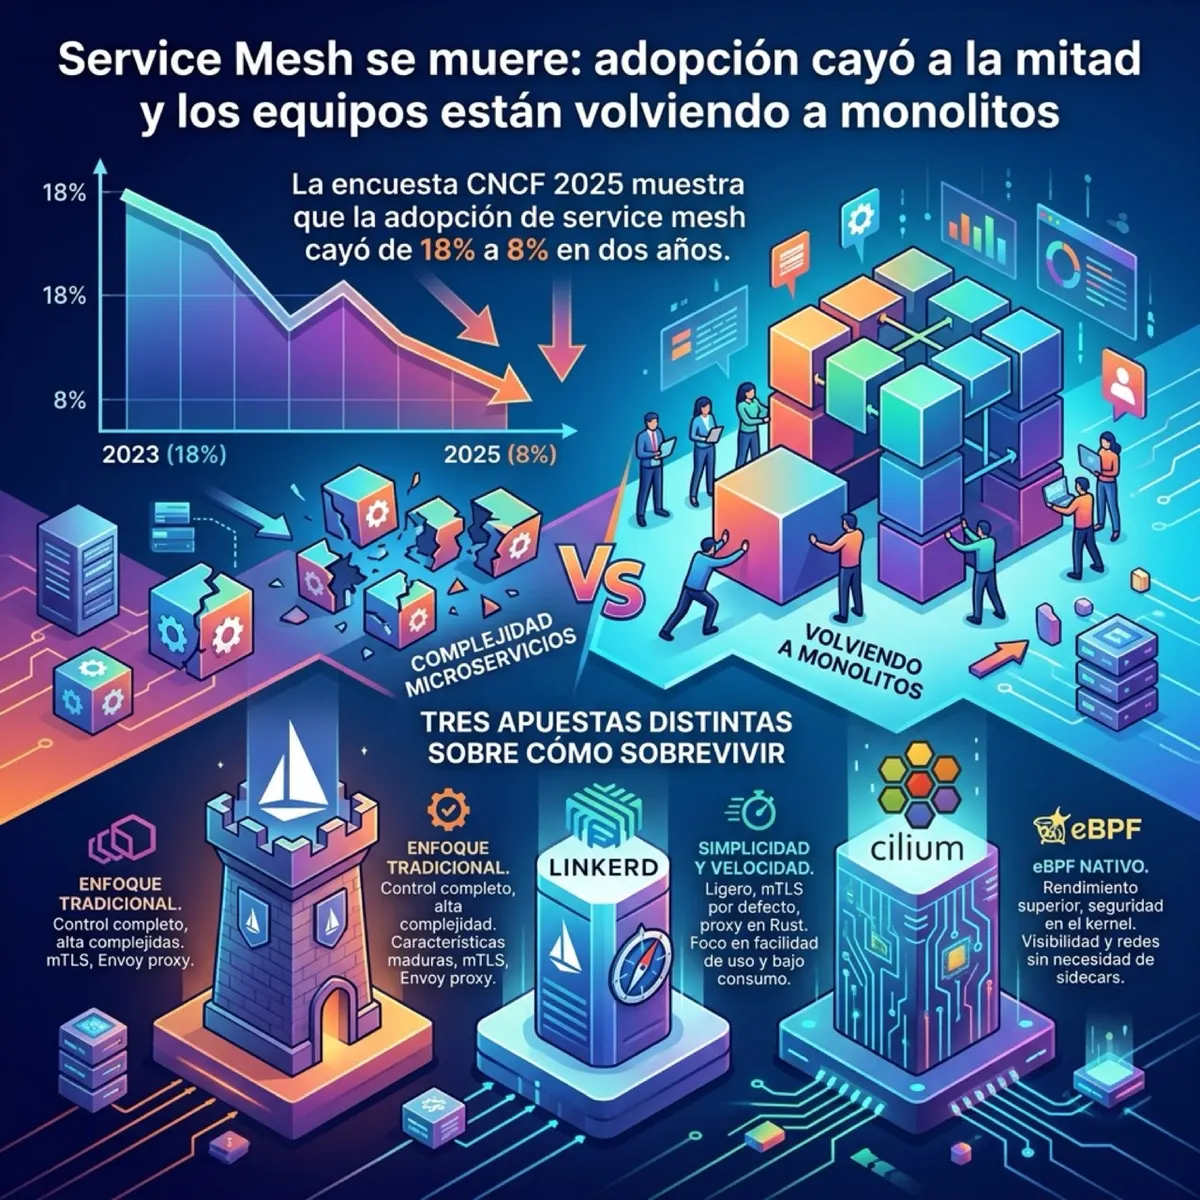 Service Mesh se muere: adopción cayó a la mitad
y los equipos están volviendo a monolitos
La encuesta CNCF 2025 muestra
que la adopción de service mesh
cayó de 18% a 8% en dos años.
18%
18%
8%
2023 (18%)
2025 (8%)
VS
COMPLEJIDAD
MICROSERVICIOS
VOLVIENDO
A MONOLITOS
TRES APUESTAS DISTINTAS
SOBRE CÓMO SOBREVIVIR
ENFOQUE
TRADICIONAL.
Control completo,
alta complejidas.
mTLS, Envoy proxy.
ENFOQUE
TRADICIONAL.
Control completo,
alta
complejidad.
Características
maduras, mTLS,
Envoy proxy.
LINKERD
SIMPLICIDAD
Y VELOCIDAD.
Ligero, mTLS
por defecto,
proxy en Rust.
Foco en facilidad
de uso y bajo
consumo.
cilium
eBPF
eBPF NATIVO.
Rendimiento
superior, seguridad
en el kernel.
Visibilidad y redes
sin necesidad de
sidecars.